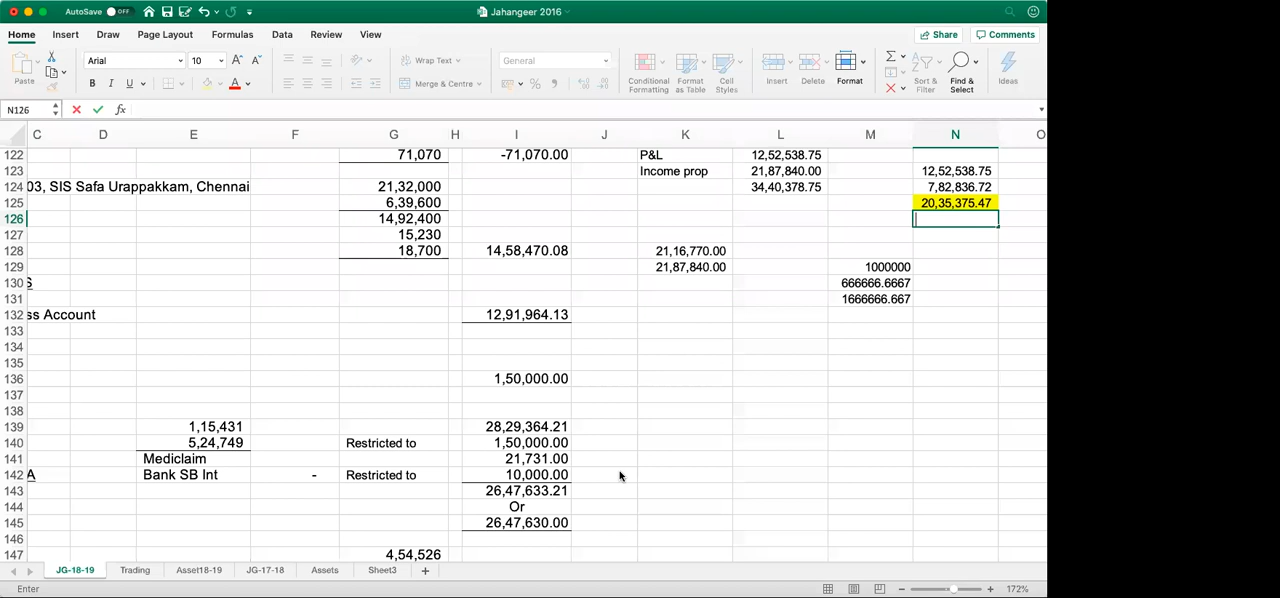 AutoSave OFF Jahangeer 2016
Home Insert Draw Page Layout Formulas Data Review View Share Comments
Paste Arial 10 A A Wrap Text General Conditional Formatting Format as Table Cell Styles Insert Delete Format Sort & Filter Find & Select Ideas
B I U A Merge & Centre %
N126 fx
C D E F G H I J K L M N O
122 71,070 -71,070.00 P&L 12,52,538.75
123 Income prop 21,87,840.00 12,52,538.75
124 03, SIS Safa Urappakkam, Chennai 21,32,000 34,40,378.75 7,82,836.72
125 6,39,600 20,35,375.47
126 14,92,400
127 15,230
128 18,700 14,58,470.08 21,16,770.00
129 21,87,840.00 1000000
130 S 666666.6667
131 1666666.667
132 ss Account 12,91,964.13
133
134
135
136 1,50,000.00
137
138
139 1,15,431 28,29,364.21
140 5,24,749 Restricted to 1,50,000.00
141 Mediclaim 21,731.00
142 A Bank SB Int - Restricted to 10,000.00
143 26,47,633.21
144 Or
145 26,47,630.00
146
147 4,54,526
JG-18-19 Trading Asset18-19 JG-17-18 Assets Sheet3 +
Enter 172%